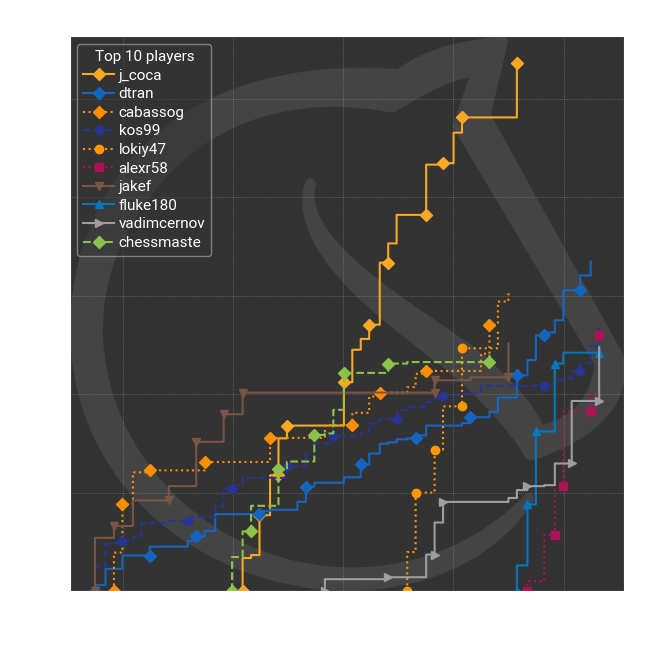 Top 10 players
j_coca
dtran
cabassog
kos99
lokiy47
alexr58
jakef
fluke180
vadimcernov
chessmaste